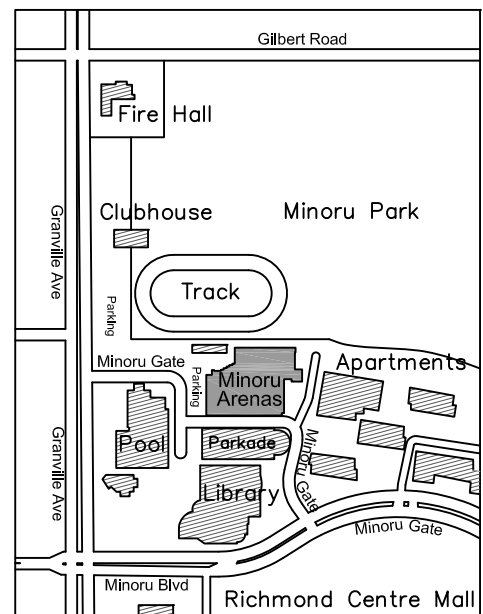 Gilbert Road
Fire Hall
Granville Ave
Clubhouse
Minoru Park
Track
Parking
Minoru Gate
Apartments
Parking
Minoru
Arenas
Granville Ave
Pool
Parkade
Minoru Gate
Library
Minoru Gate
Minoru Blvd
Richmond Centre Mall